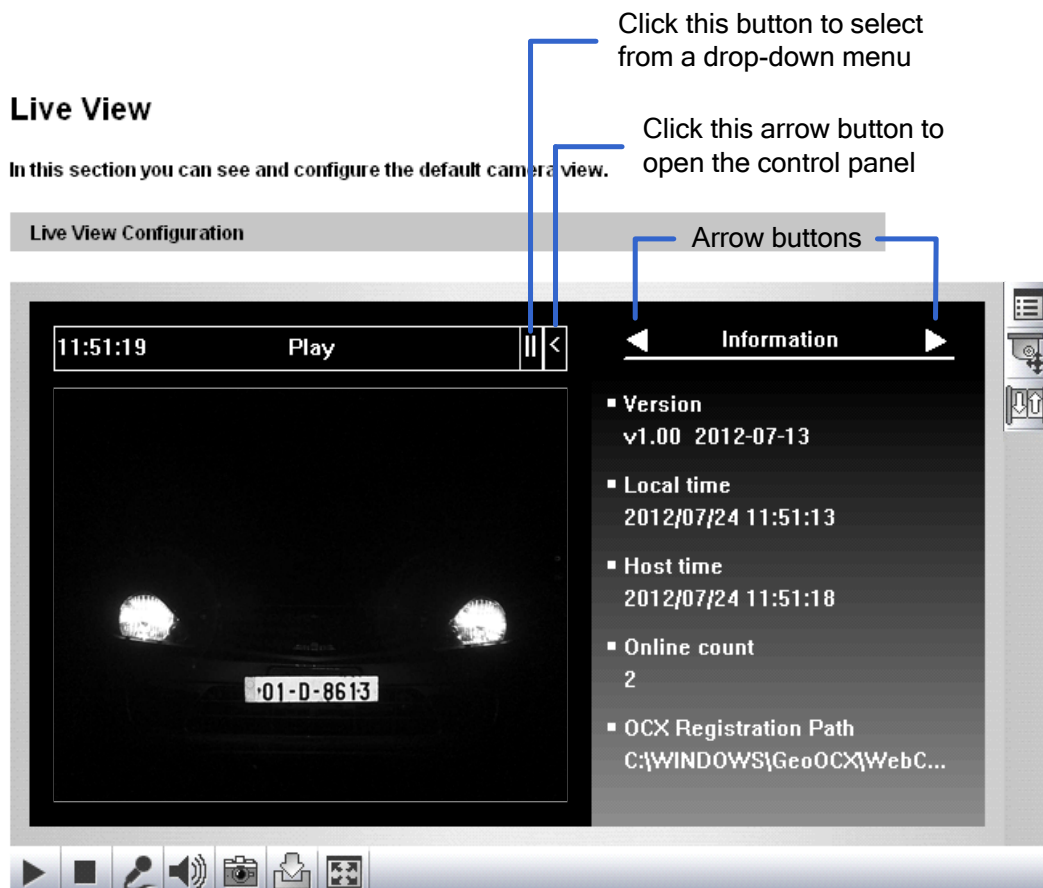 Click this button to select
from a drop-down menu
Live View
Click this arrow button to
open the control panel
In this section you can see and configure the default camera view.
Live View Configuration
Arrow buttons
11:51:19 Play
Information
Version
v1.00 2012-07-13
Local time
2012/07/24 11:51:13
Host time
2012/07/24 11:51:18
Online count
2
OCX Registration Path
C:\WINDOWS\GeoOCX\WebC...
01-D-8613